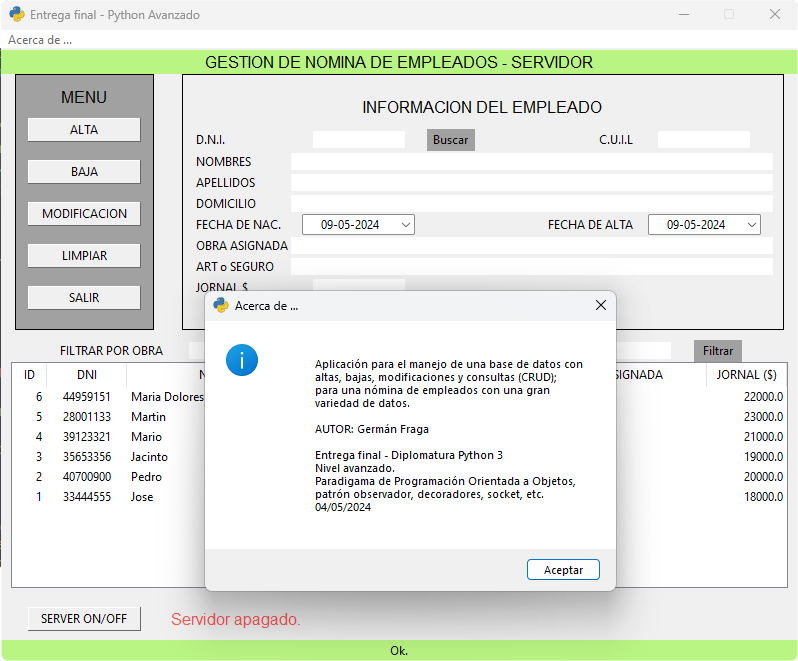 Entrega final - Python Avanzado
Acerca de ...
GESTION DE NOMINA DE EMPLEADOS - SERVIDOR
MENU
ALTA
BAJA
MODIFICACION
LIMPIAR
SALIR
INFORMACION DEL EMPLEADO
D.N.I.
Buscar
C.U.I.L
NOMBRES
APELLIDOS
DOMICILIO
FECHA DE NAC.
09-05-2024
FECHA DE ALTA
09-05-2024
OBRA ASIGNADA
ART o SEGURO
JORNAL $
FILTRAR POR OBRA
Filtrar
ID DNI N SIGNADA JORNAL ($)
6 44959151 Maria Dolores 22000.0
5 28001133 Martin 23000.0
4 39123321 Mario 21000.0
3 35653356 Jacinto 19000.0
2 40700900 Pedro 20000.0
1 33444555 Jose 18000.0
Acerca de ...
Aplicación para el manejo de una base de datos con
altas, bajas, modificaciones y consultas (CRUD);
para una nómina de empleados con una gran
variedad de datos.
AUTOR: Germán Fraga
Entrega final - Diplomatura Python 3
Nivel avanzado.
Paradigama de Programación Orientada a Objetos,
patrón observador, decoradores, socket, etc.
04/05/2024
Aceptar
SERVER ON/OFF
Servidor apagado.
Ok.